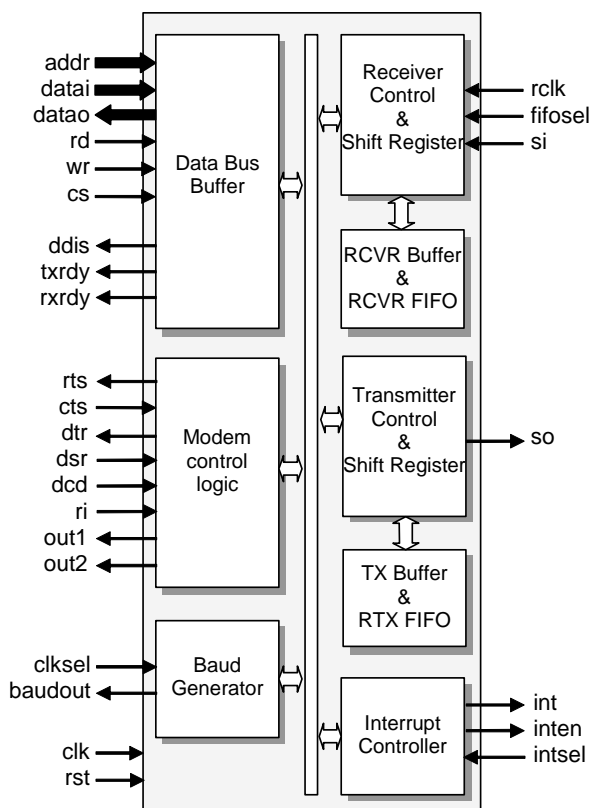 addr
datai
datao
rd
wr
cs
ddis
txrdy
rxrdy
Data Bus
Buffer
Receiver
Control
&
Shift Register
rclk
fifosel
si
RCVR Buffer
&
RCVR FIFO
rts
cts
dtr
dsr
dcd
ri
out1
out2
Modem
control
logic
Transmitter
Control
&
Shift Register
so
TX Buffer
&
RTX FIFO
clksel
baudout
Baud
Generator
clk
rst
Interrupt
Controller
int
inten
intsel